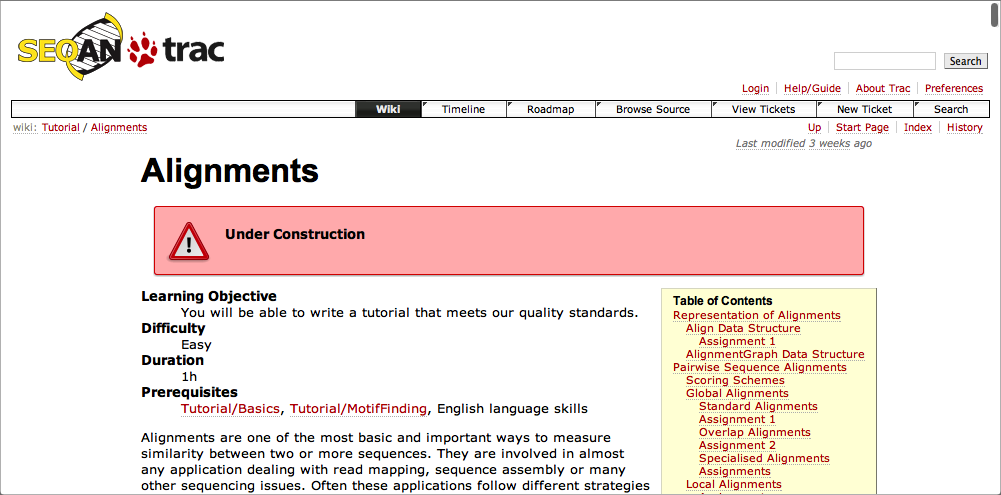 SEQAN trac
Search
Login Help/Guide About Trac Preferences
Wiki Timeline Roadmap Browse Source View Tickets New Ticket Search
wiki: Tutorial / Alignments
Up Start Page Index History
Last modified 3 weeks ago
Alignments
Under Construction
Learning Objective
You will be able to write a tutorial that meets our quality standards.
Difficulty
Easy
Duration
1h
Prerequisites
Tutorial/Basics, Tutorial/MotifFinding, English language skills
Alignments are one of the most basic and important ways to measure
similarity between two or more sequences. They are involved in almost
any application dealing with read mapping, sequence assembly or many
other sequencing issues. Often these applications follow different strategies
Table of Contents
Representation of Alignments
Align Data Structure
Assignment 1
AlignmentGraph Data Structure
Pairwise Sequence Alignments
Scoring Schemes
Global Alignments
Standard Alignments
Assignment 1
Overlap Alignments
Assignment 2
Specialised Alignments
Assignments
Local Alignments